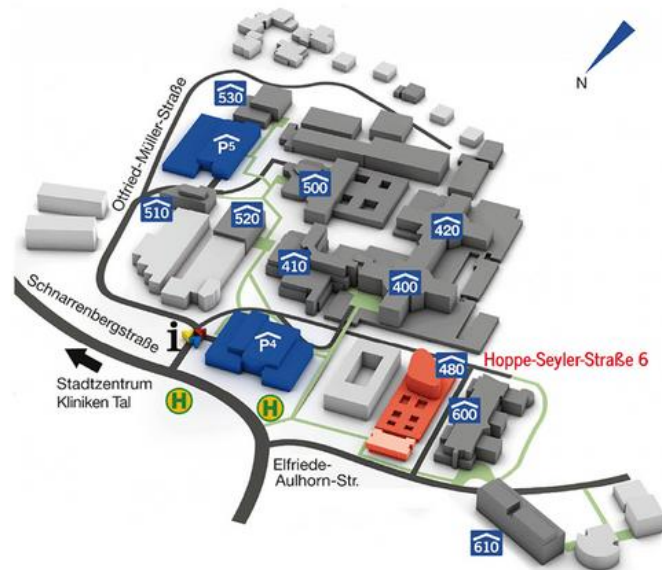 N
530
P5
Otfried-Müller-Straße
500
510
520
420
410
400
Schnarrenbergstraße
i
P4
480
Hoppe-Seyler-Straße 6
Stadtzentrum
Kliniken Tal
H
H
600
Elfriede-
Aulhorn-Str.
610